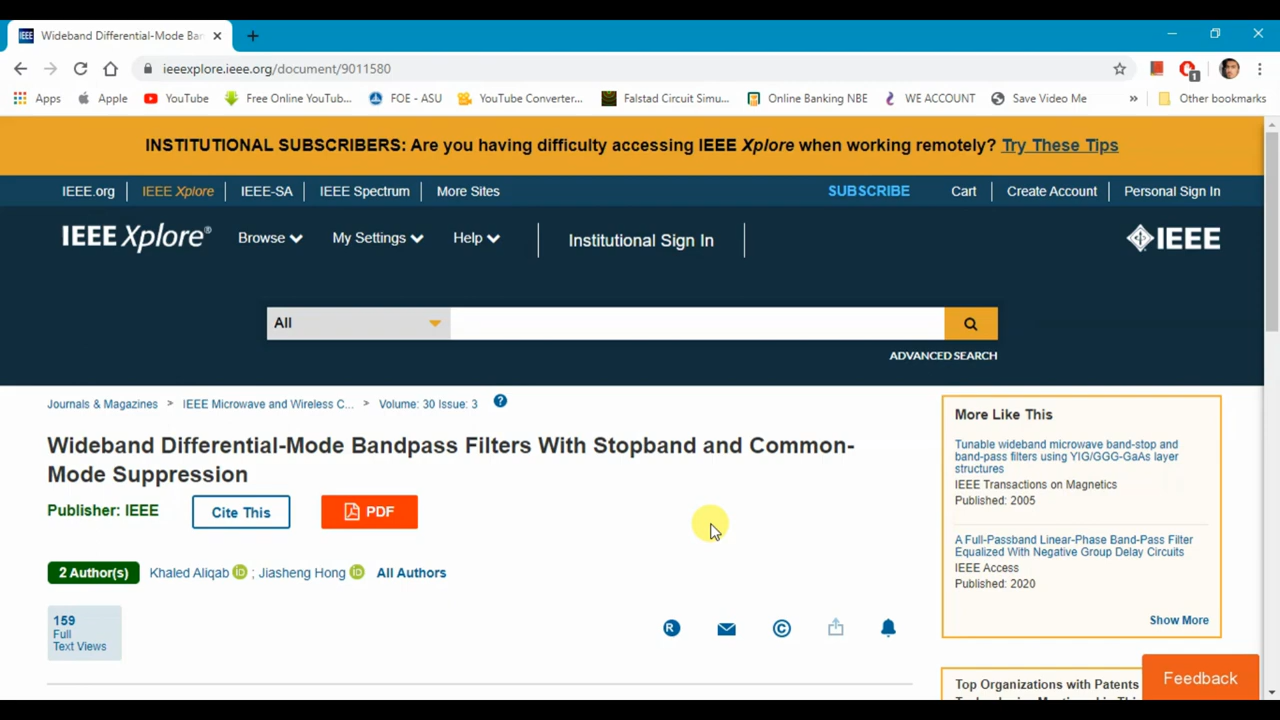 Wideband Differential-Mode Ba
ieeexplore.ieee.org/document/9011580
1
Apps Apple YouTube Free Online YouTub... FOE - ASU YouTube Converter... Falstad Circuit Simu... Online Banking NBE WE ACCOUNT Save Video Me » Other bookmarks
INSTITUTIONAL SUBSCRIBERS: Are you having difficulty accessing IEEE Xplore when working remotely? Try These Tips
IEEE.org IEEE Xplore IEEE-SA IEEE Spectrum More Sites SUBSCRIBE Cart Create Account Personal Sign In
IEEE Xplore® Browse My Settings Help Institutional Sign In IEEE
All
ADVANCED SEARCH
Journals & Magazines > IEEE Microwave and Wireless C... > Volume: 30 Issue: 3 ?
Wideband Differential-Mode Bandpass Filters With Stopband and Common-
Mode Suppression
Publisher: IEEE Cite This PDF
2 Author(s) Khaled Aliqab iD ; Jiasheng Hong iD All Authors
159
Full
Text Views
R ©
More Like This
Tunable wideband microwave band-stop and
band-pass filters using YIG/GGG-GaAs layer
structures
IEEE Transactions on Magnetics
Published: 2005
A Full-Passband Linear-Phase Band-Pass Filter
Equalized With Negative Group Delay Circuits
IEEE Access
Published: 2020
Show More
Top Organizations with Patents
Feedback